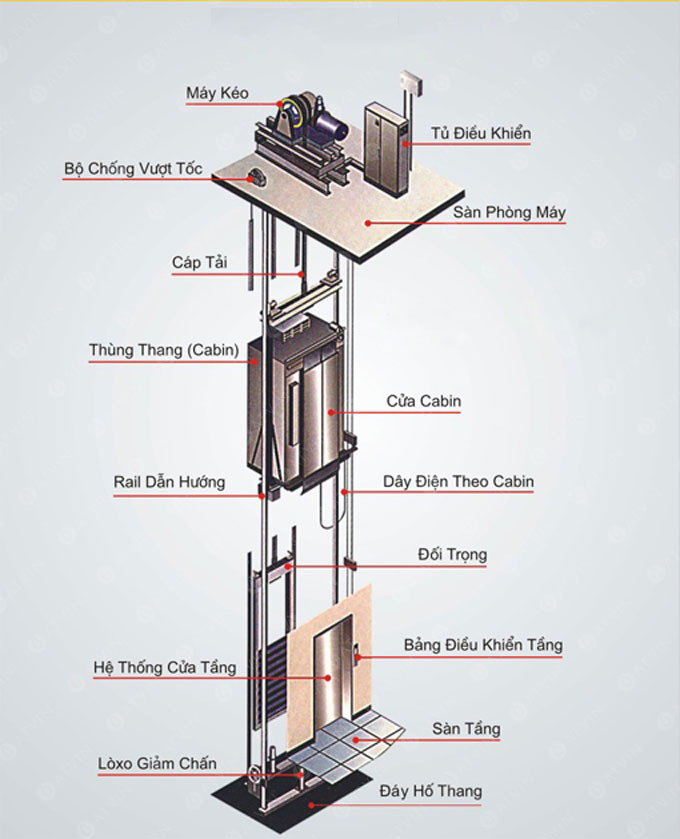 Máy Kéo
Tủ Điều Khiển
Bộ Chống Vượt Tốc
Sàn Phòng Máy
Cáp Tải
Thùng Thang (Cabin)
Cửa Cabin
Rail Dẫn Hướng
Dây Điện Theo Cabin
Đối Trọng
Bảng Điều Khiển Tầng
Hệ Thống Cửa Tầng
Sàn Tầng
Lòxo Giảm Chấn
Đáy Hố Thang